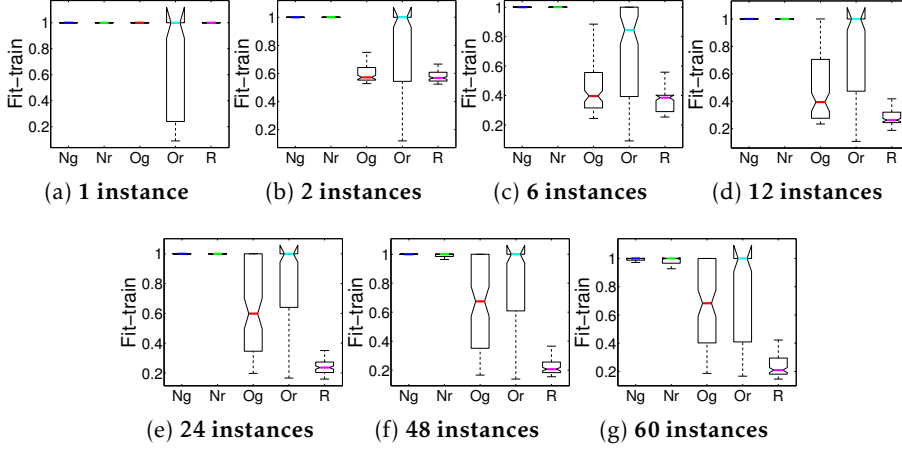 Fit−train
1
0.8
0.6
0.4
0.2
Ng Nr Og Or R
(a) 1 instance
Fit−train
1
0.8
0.6
0.4
0.2
Ng Nr Og Or R
(b) 2 instances
Fit−train
1
0.8
0.6
0.4
0.2
Ng Nr Og Or R
(c) 6 instances
Fit−train
1
0.8
0.6
0.4
0.2
Ng Nr Og Or R
(d) 12 instances
Fit−train
1
0.8
0.6
0.4
0.2
Ng Nr Og Or R
(e) 24 instances
Fit−train
1
0.8
0.6
0.4
0.2
Ng Nr Og Or R
(f) 48 instances
Fit−train
1
0.8
0.6
0.4
0.2
Ng Nr Og Or R
(g) 60 instances